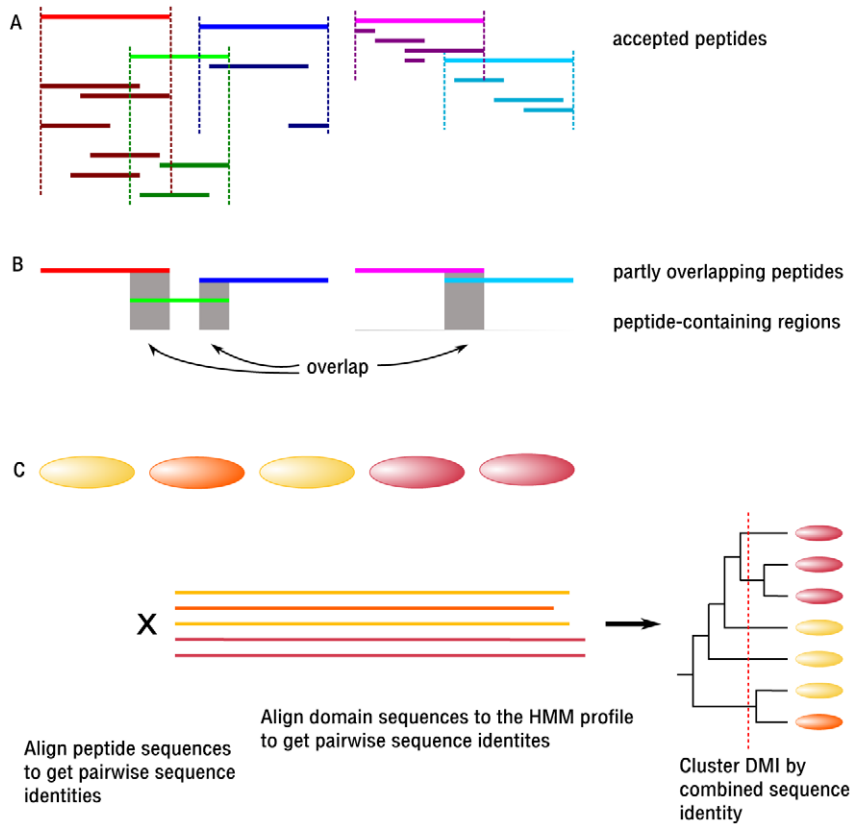 A
accepted peptides
B
partly overlapping peptides
peptide-containing regions
overlap
C
X
Align peptide sequences
to get pairwise sequence
identities
Align domain sequences to the HMM profile
to get pairwise sequence identites
Cluster DMI by
combined sequence
identity